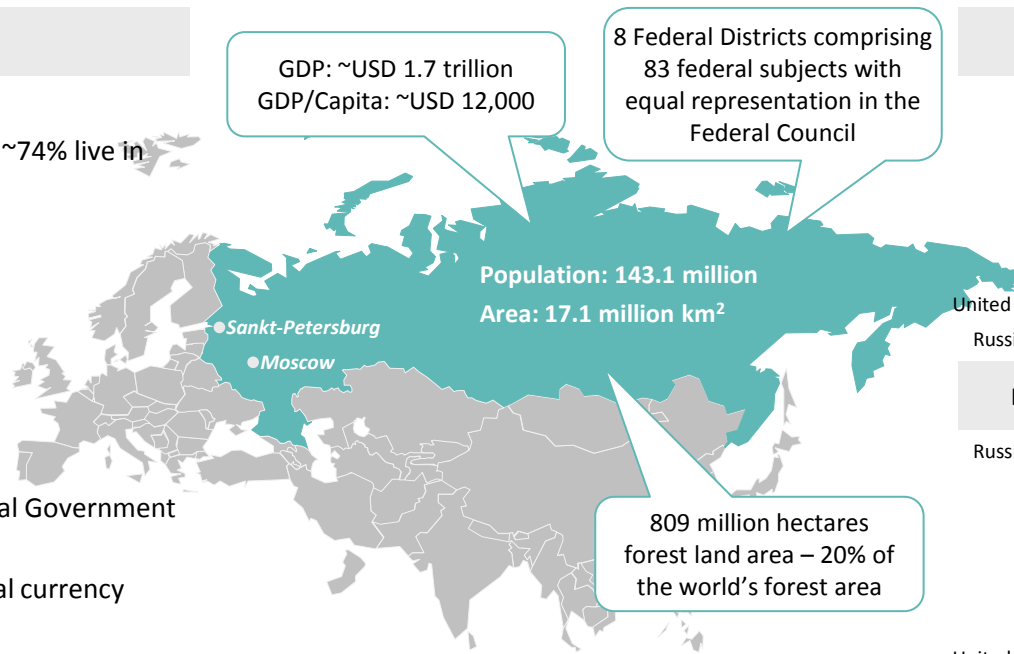 GDP: ~USD 1.7 trillion
GDP/Capita: ~USD 12,000
8 Federal Districts comprising
83 federal subjects with
equal representation in the
Federal Council
~74% live in
Population: 143.1 million
Area: 17.1 million km²
United
Sankt-Petersburg
Russi
Moscow
Russi
al Government
809 million hectares
forest land area – 20% of
the world's forest area
al currency